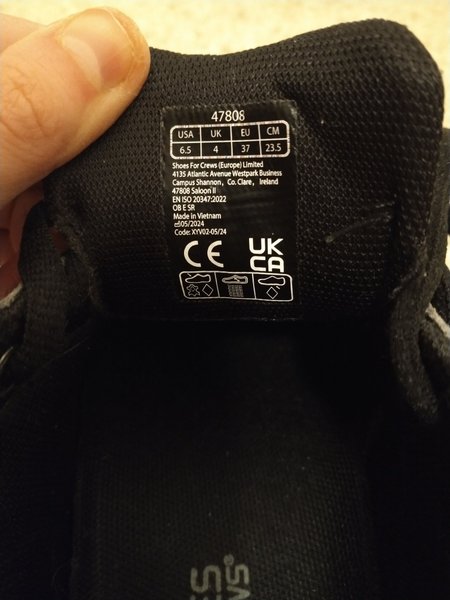 47808
USA UK EU CM
6.5 4 37 23.5
Shoes For Crews (Europe) Limited
4135 Atlantic Avenue Westpark Business
Campus Shannon, Co. Clare, Ireland
47808 Saloon II
EN ISO 20347:2022
OB E SR
Made in Vietnam
05/2024
Code: XYV02-05/24
CE UK
CA